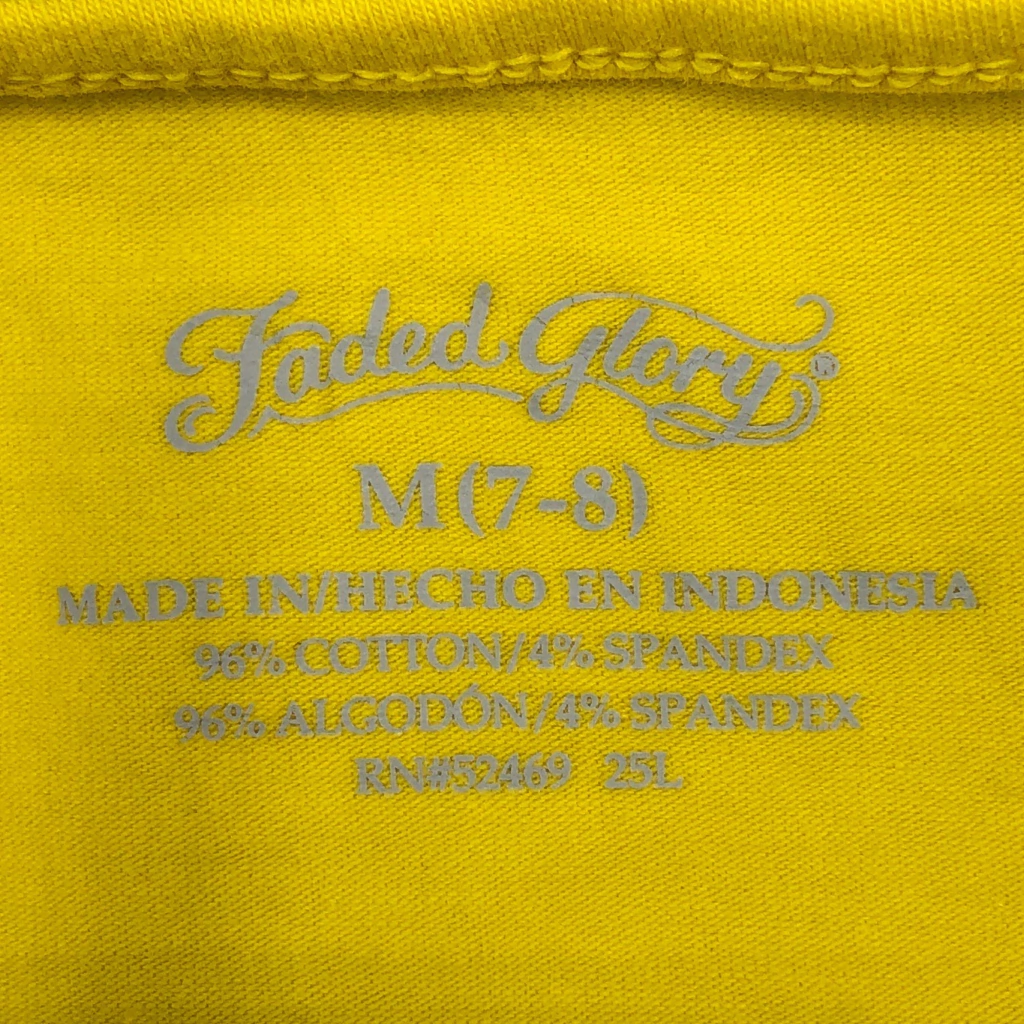 Faded Glory®
M (7-8)
MADE IN/HECHO EN INDONESIA
96% COTTON/4% SPANDEX
96% ALGODÓN/4% SPANDEX
RN#52469 25L